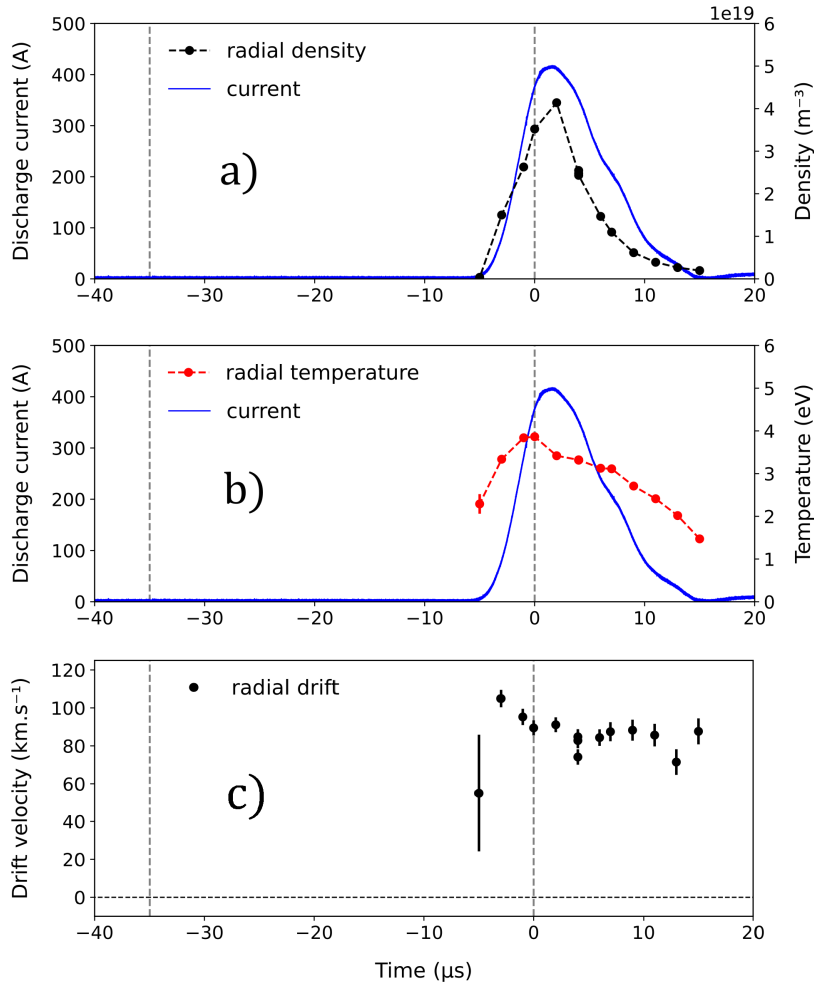 1e19
500
400
300
200
100
0
Discharge current (A)
radial density
current
a)
6
5
4
3
2
1
0
Density (m⁻³)
−40 −30 −20 −10 0 10 20
500
400
300
200
100
0
Discharge current (A)
radial temperature
current
b)
6
5
4
3
2
1
0
Temperature (eV)
−40 −30 −20 −10 0 10 20
120
100
80
60
40
20
0
Drift velocity (km.s⁻¹)
radial drift
c)
−40 −30 −20 −10 0 10 20
Time (μs)